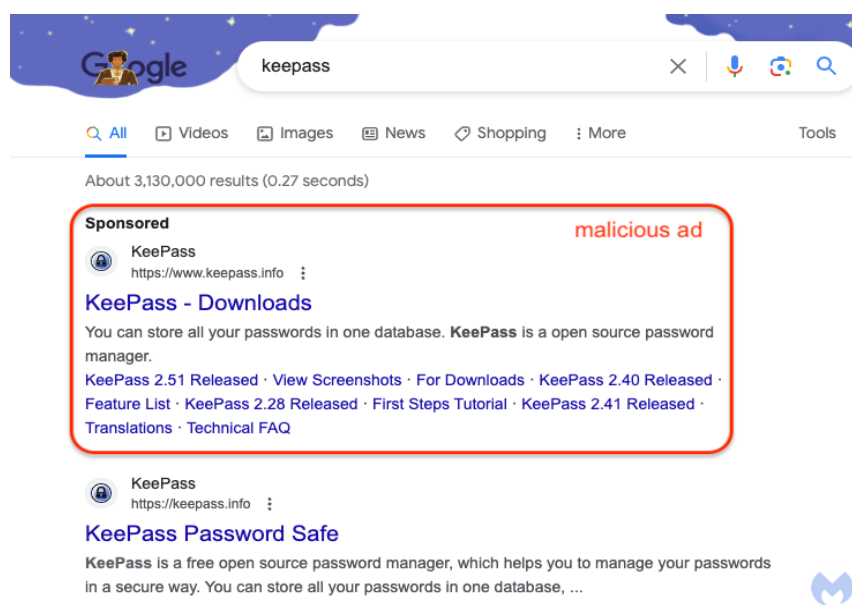 Google
keepass
All Videos Images News Shopping More Tools
About 3,130,000 results (0.27 seconds)
Sponsored
malicious ad
KeePass
https://www.keepass.info
KeePass - Downloads
You can store all your passwords in one database. KeePass is a open source password
manager.
KeePass 2.51 Released · View Screenshots · For Downloads · KeePass 2.40 Released ·
Feature List · KeePass 2.28 Released · First Steps Tutorial · KeePass 2.41 Released ·
Translations · Technical FAQ
KeePass
https://keepass.info
KeePass Password Safe
KeePass is a free open source password manager, which helps you to manage your passwords
in a secure way. You can store all your passwords in one database, ...